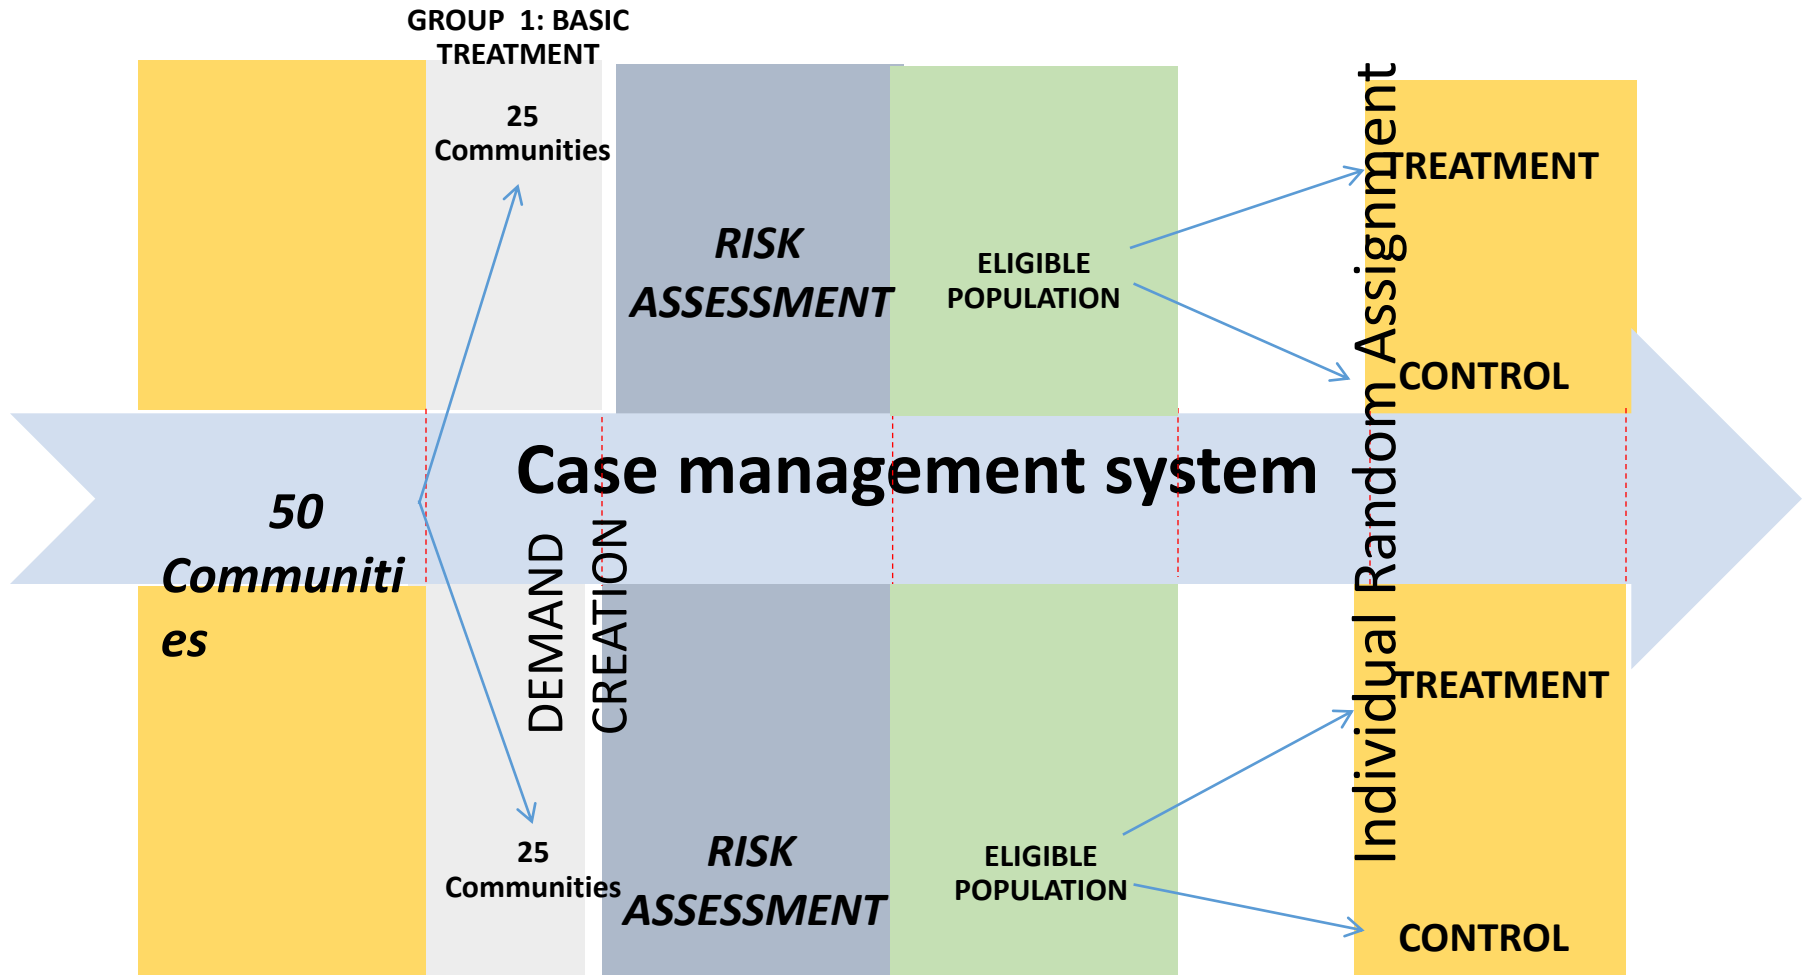 GROUP 1: BASIC
TREATMENT
25
Communities
RISK
ASSESSMENT
ELIGIBLE
POPULATION
TREATMENT
CONTROL
Individual Random Assignment
Case management system
50
Communiti
es
DEMAND
CREATION
25
Communities
RISK
ASSESSMENT
ELIGIBLE
POPULATION
TREATMENT
CONTROL